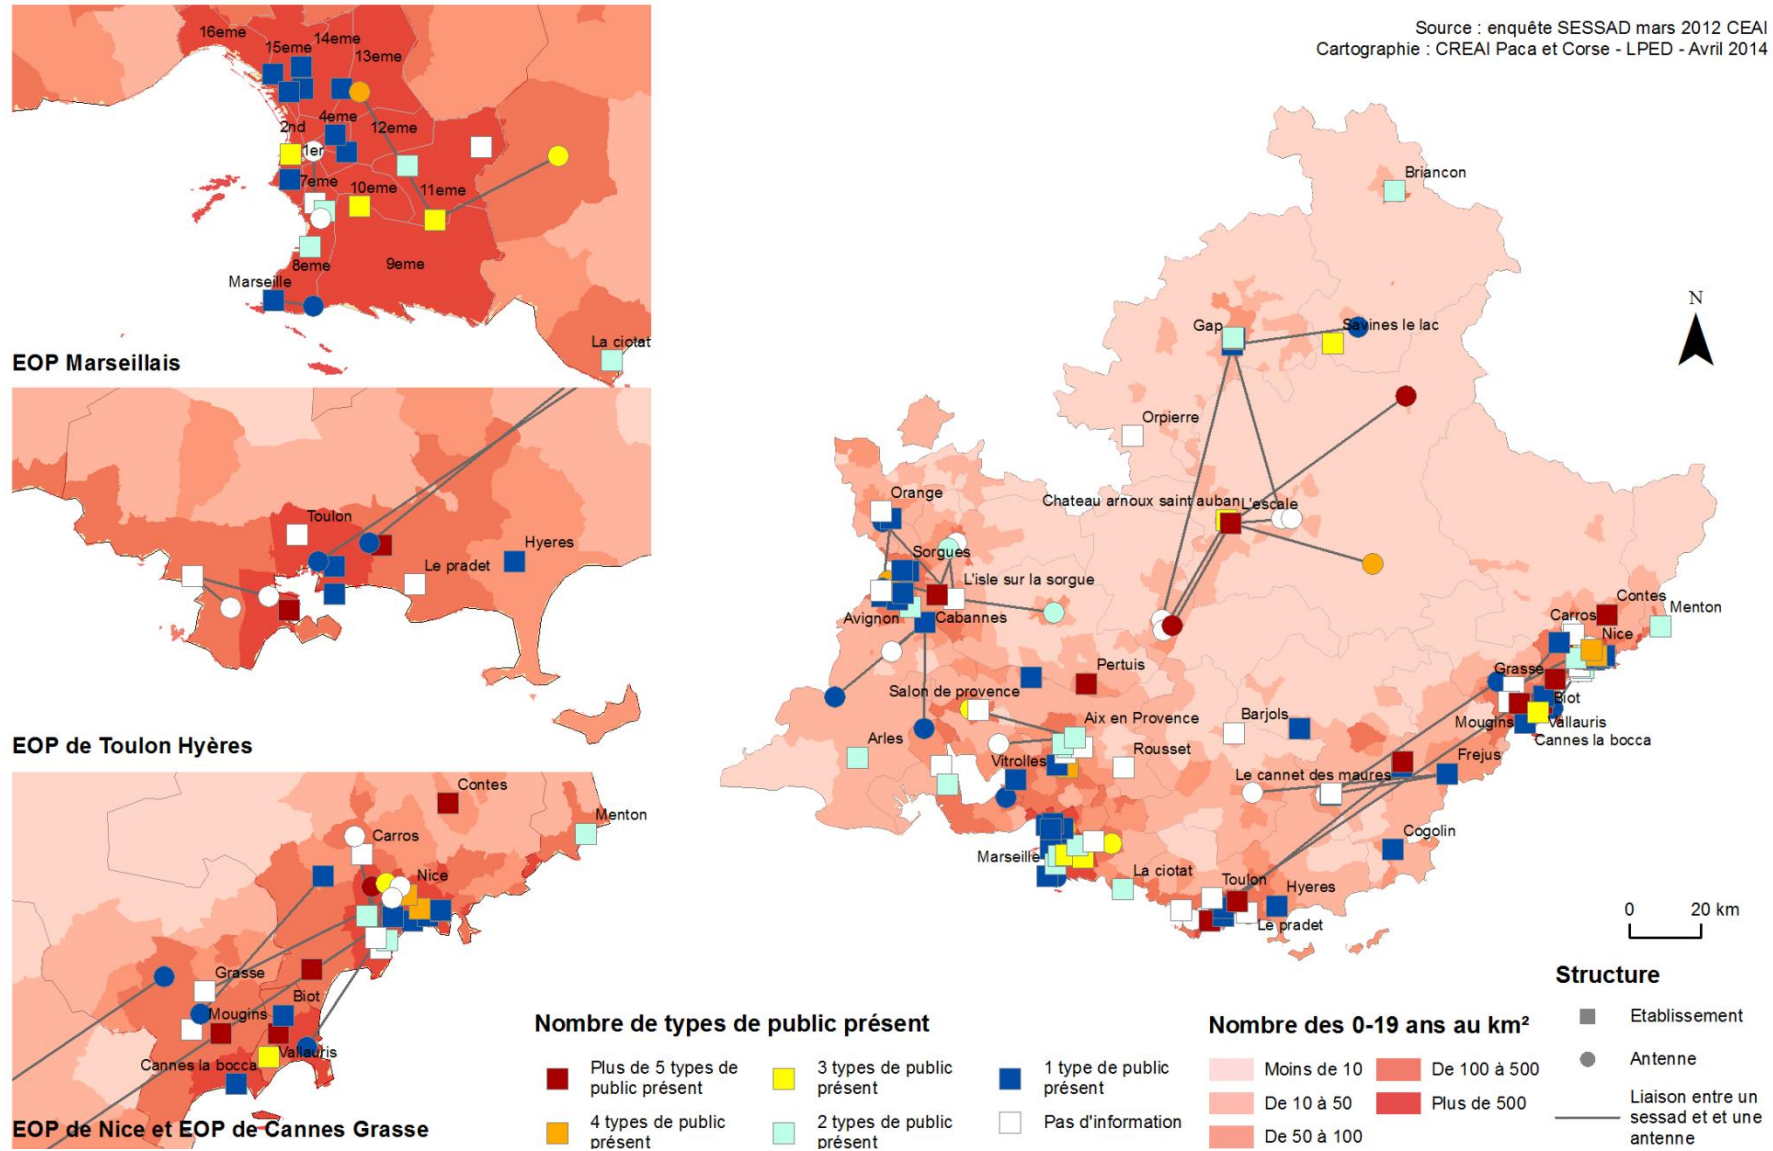 Source : enquête SESSAD mars 2012 CEAI
Cartographie : CREAI Paca et Corse - LPED - Avril 2014
16eme
14eme
15eme
13eme
4eme
2nd
12eme
1er
7eme
10eme
11eme
8eme
9eme
Marseille
La ciotat
EOP Marseillais
Toulon
Hyeres
Le pradet
EOP de Toulon Hyères
Contes
Menton
Carros
Nice
Grasse
Biot
Mougins
Vallauris
Cannes la bocca
EOP de Nice et EOP de Cannes Grasse
Briancon
N
Gap
Savines le lac
Orpierre
Orange
Chateau arnoux saint auban
L'escale
Sorgues
L'isle sur la sorgue
Avignon
Cabannes
Contes
Carros
Menton
Nice
Pertuis
Grasse
Salon de provence
Biot
Aix en Provence
Barjols
Mougins
Vallauris
Cannes la bocca
Arles
Rousset
Vitrolles
Frejus
Le cannet des maures
Cogolin
Marseille
La ciotat
Toulon
Hyeres
Le pradet
0
20 km
Nombre de types de public présent
Plus de 5 types de
public présent
4 types de public
présent
3 types de public
présent
2 types de public
présent
1 type de public
présent
Pas d'information
Nombre des 0-19 ans au km²
Moins de 10
De 10 à 50
De 50 à 100
De 100 à 500
Plus de 500
Structure
Etablissement
Antenne
Liaison entre un
sessad et et une
antenne